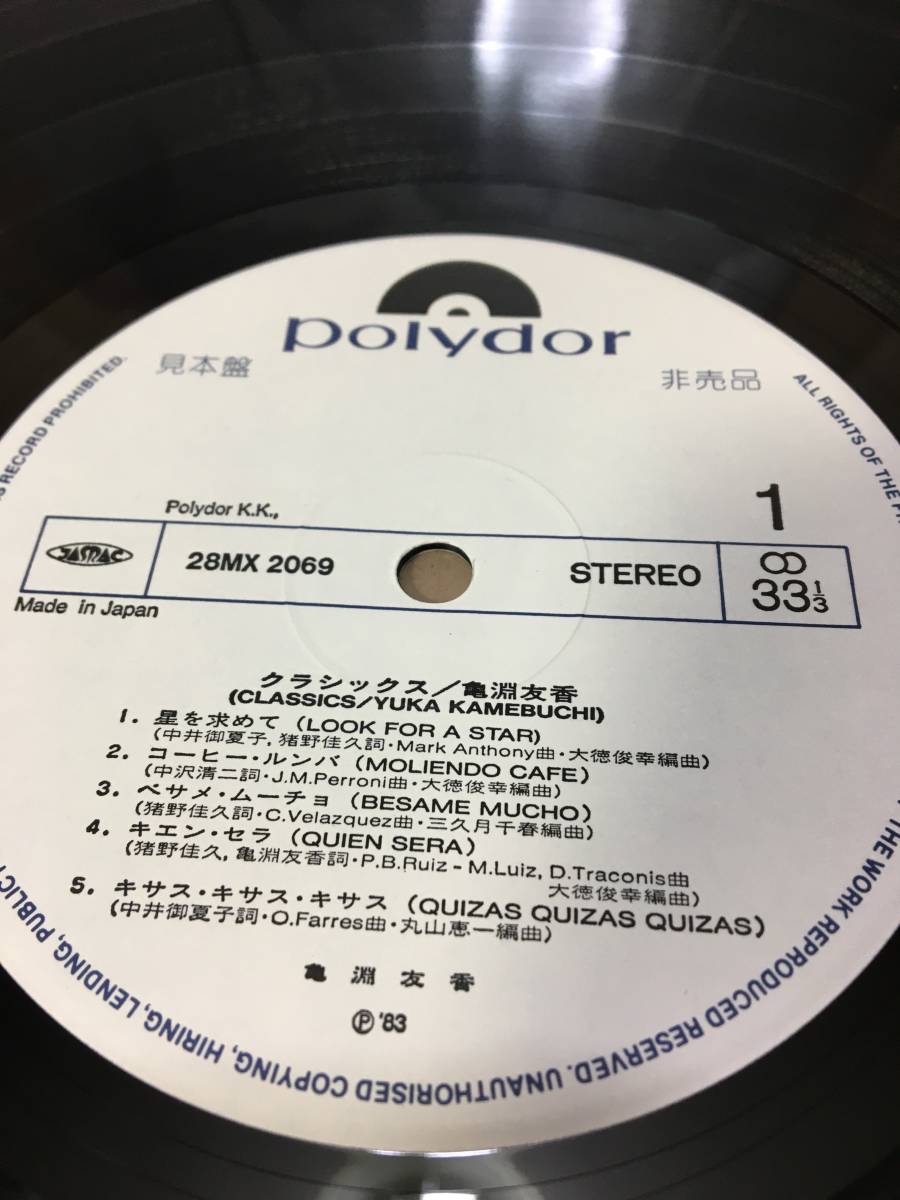 polydor
見本盤
非売品
1
Polydor K.K.,
JASRAC
28MX 2069
STEREO
33 1/3
Made in Japan
クラシックス/亀淵友香
(CLASSICS/YUKA KAMEBUCHI)
1. 星を求めて (LOOK FOR A STAR)
(中井御夏子, 猪野佳久詞・Mark Anthony曲・大徳俊幸編曲)
2. コーヒー・ルンバ (MOLIENDO CAFE)
(中沢清二詞・J.M.Perroni曲・大徳俊幸編曲)
3. ベサメ・ムーチョ (BESAME MUCHO)
(猪野佳久詞・C.Velazquez曲・三久月千春編曲)
4. キエン・セラ (QUIEN SERA)
(猪野佳久, 亀淵友香詞・P.B.Ruiz-M.Luiz, D.Traconis曲
大徳俊幸編曲)
5. キサス・キサス・キサス (QUIZAS QUIZAS QUIZAS)
(中井御夏子詞・O.Farres曲・丸山恵一編曲)
亀淵友香
Ⓟ '83
ALL RIGHTS OF THE
THE WORK REPRODUCED RESERVED. UNAUTHORISED COPYING, HIRING, LENDING, PUBLIC
RECORD PROHIBITED.